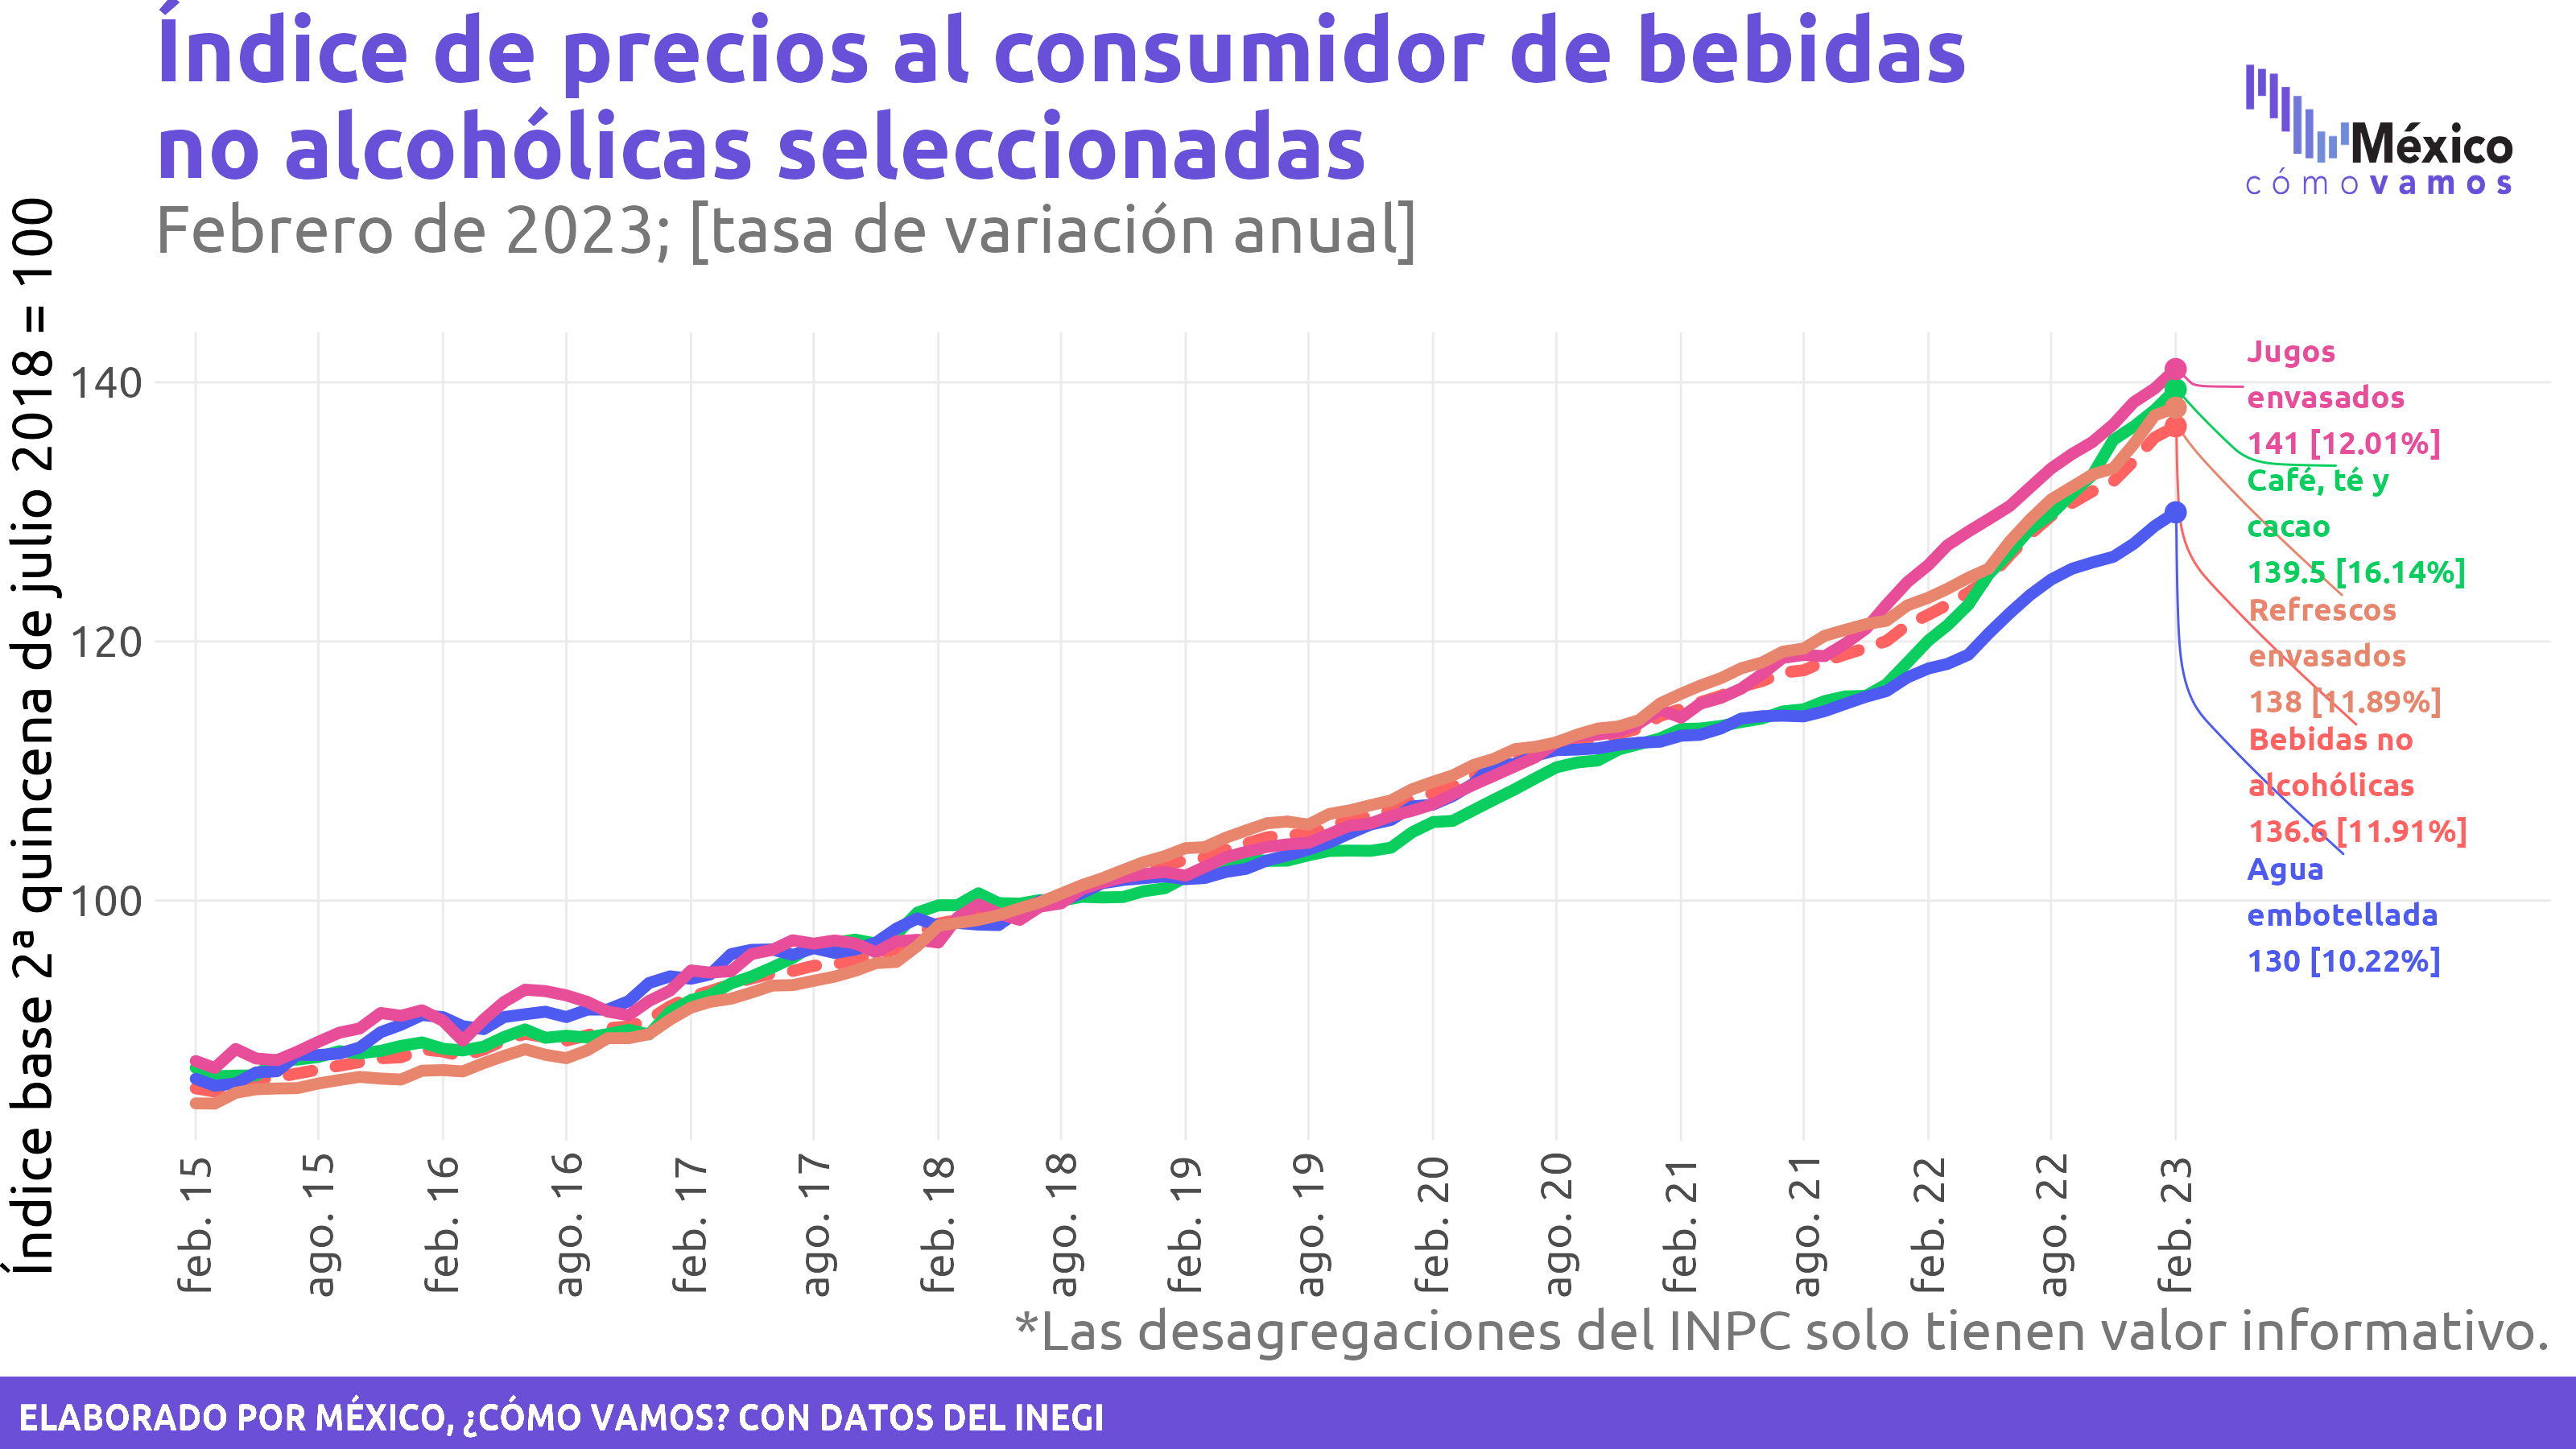 Índice de precios al consumidor de bebidas
no alcohólicas seleccionadas
Febrero de 2023; [tasa de variación anual]
México
cómo vamos
Índice base 2ª quincena de julio 2018 = 100
140
120
100
Jugos
envasados
141 [12.01%]
Café, té y
cacao
139.5 [16.14%]
Refrescos
envasados
138 [11.89%]
Bebidas no
alcohólicas
136.6 [11.91%]
Agua
embotellada
130 [10.22%]
feb. 15
ago. 15
feb. 16
ago. 16
feb. 17
ago. 17
feb. 18
ago. 18
feb. 19
ago. 19
feb. 20
ago. 20
feb. 21
ago. 21
feb. 22
ago. 22
feb. 23
*Las desagregaciones del INPC solo tienen valor informativo.
ELABORADO POR MÉXICO, ¿CÓMO VAMOS? CON DATOS DEL INEGI